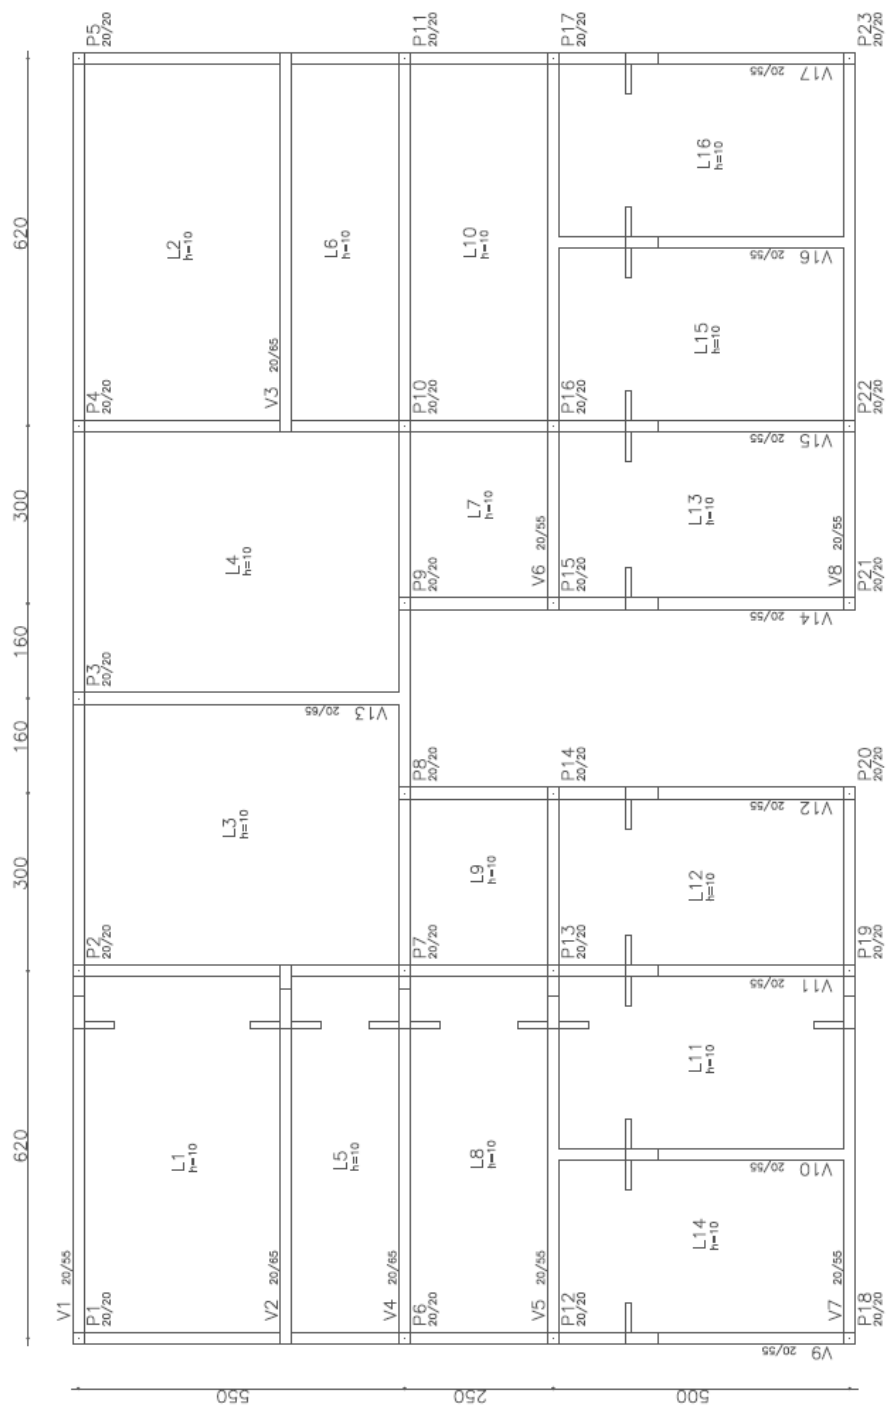 620
300
160
160
300
620
V1 20/55
P1
20/20
P2
20/20
P3
20/20
P4
20/20
P5
20/20
550
L1
h=10
L3
h=10
L4
h=10
L2
h=10
V2 20/65
V3 20/65
L5
h=10
V13 20/65
L6
h=10
V4 20/65
P6
20/20
P7
20/20
P8
20/20
P9
20/20
P10
20/20
P11
20/20
250
L8
h=10
L9
h=10
L7
h=10
L10
h=10
V5 20/55
V6 20/55
P12
20/20
P13
20/20
P14
20/20
P15
20/20
P16
20/20
P17
20/20
500
L14
h=10
L11
h=10
L12
h=10
L13
h=10
L15
h=10
L16
h=10
V9 20/55
V10 20/55
V11 20/55
V12 20/55
V14 20/55
V15 20/55
V16 20/55
V17 20/55
V7 20/55
V8 20/55
P18
20/20
P19
20/20
P20
20/20
P21
20/20
P22
20/20
P23
20/20